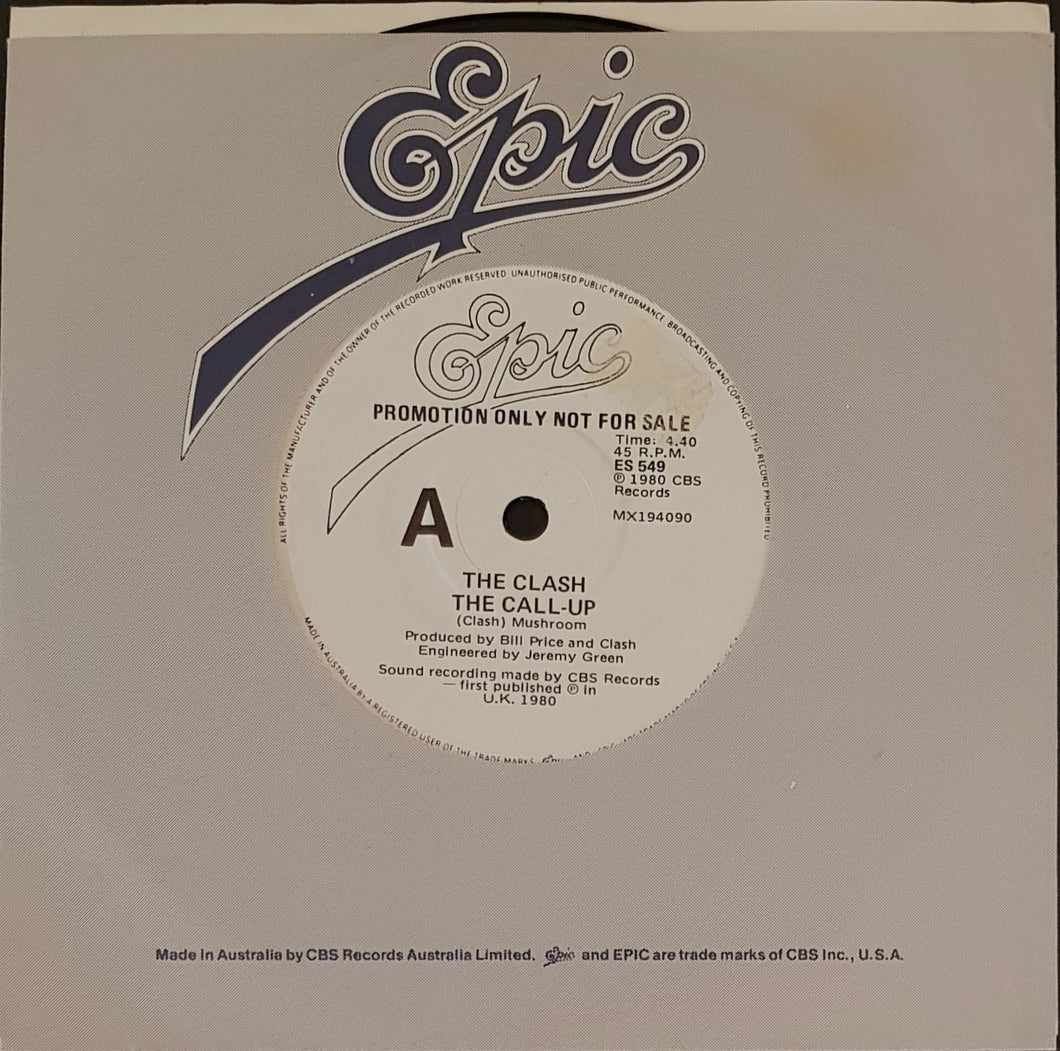 Epic
ALL RIGHTS OF THE MANUFACTURER AND OF THE OWNER OF THE RECORDED WORK RESERVED UNAUTHORISED PUBLIC PERFORMANCE BROADCASTING AND COPYING OF THIS RECORD PROHIBITED
Epic
PROMOTION ONLY NOT FOR SALE
Time: 4.40
45 R.P.M.
ES 549
℗ 1980 CBS
Records
MX194090
A
THE CLASH
THE CALL-UP
(Clash) Mushroom
Produced by Bill Price and Clash
Engineered by Jeremy Green
Sound recording made by CBS Records
— first published ℗ in
U.K. 1980
MADE IN AUSTRALIA BY A REGISTERED USER OF THE TRADE MARKS Epic AND
Made in Australia by CBS Records Australia Limited. Epic and EPIC are trade marks of CBS Inc., U.S.A.